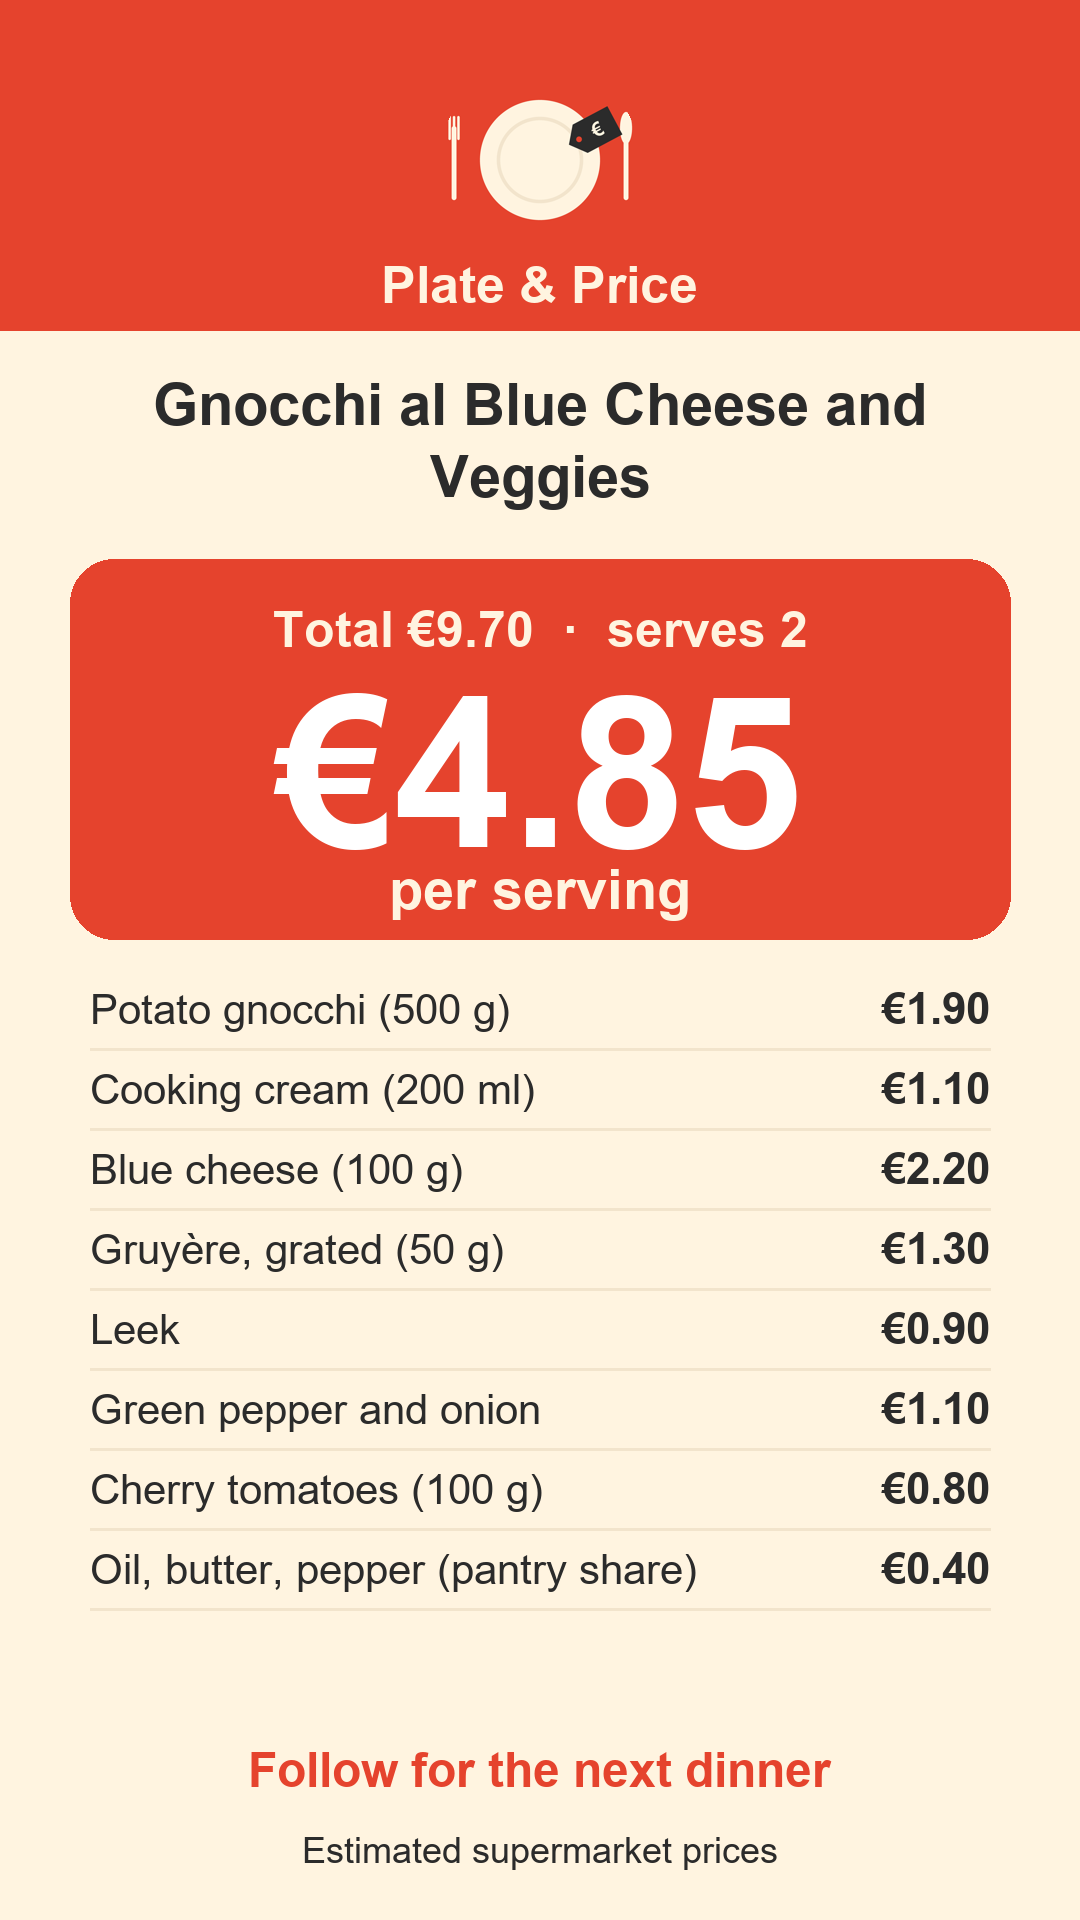 €
Plate & Price
Gnocchi al Blue Cheese and
Veggies
Total €9.70 · serves 2
€4.85
per serving
Potato gnocchi (500 g) €1.90
Cooking cream (200 ml) €1.10
Blue cheese (100 g) €2.20
Gruyère, grated (50 g) €1.30
Leek €0.90
Green pepper and onion €1.10
Cherry tomatoes (100 g) €0.80
Oil, butter, pepper (pantry share) €0.40
Follow for the next dinner
Estimated supermarket prices